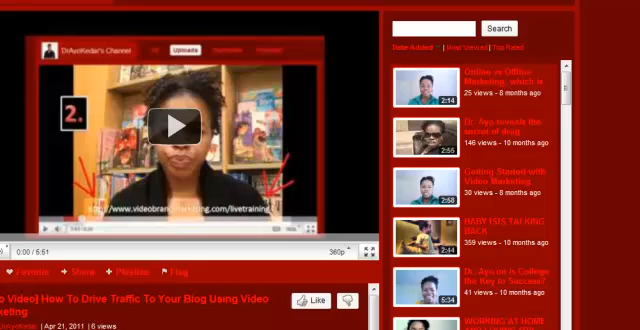 Search
Date Added | Most Viewed | Top Rated
DrAyoKedai's Channel
Uploads
2.
http://www.videobrandmarketing.com/livetraining
0:00 / 5:51
360p
Favorite
Share
Playlists
Flag
o Video] How To Drive Traffic To Your Blog Using Video
keting
| Apr 21, 2011 | 6 views
Like
Online or Offline
Marketing, which is
25 views - 8 months ago
2:14
Dr. Ayo reveals the
secret of drug
146 views - 10 months ago
2:55
Getting Started with
Video Marketing
30 views - 8 months ago
2:58
BABY ISIS TALKING
BACK
359 views - 10 months ago
2:44
Dr. Ayo on is College
the Key to Success?
41 views - 10 months ago
5:34
WORKING AT HOME